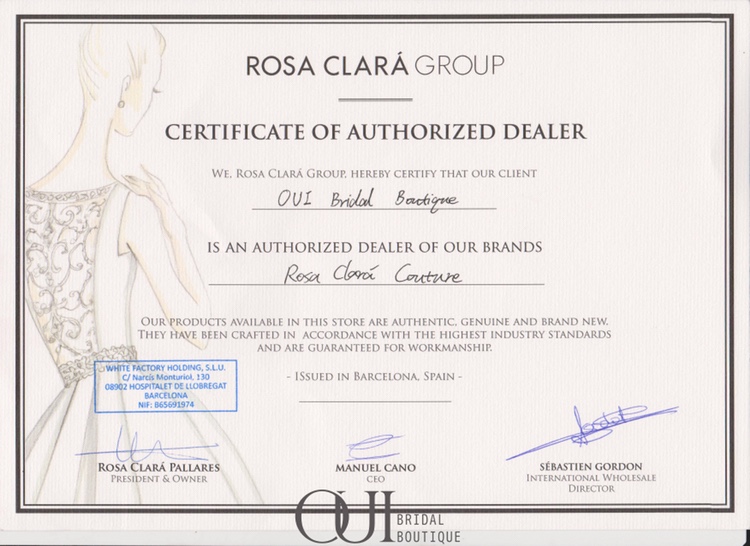 ROSA CLARÁ GROUP
CERTIFICATE OF AUTHORIZED DEALER
WE, ROSA CLARÁ GROUP, HEREBY CERTIFY THAT OUR CLIENT
OUI Bridal Boutique
IS AN AUTHORIZED DEALER OF OUR BRANDS
Rosa Clará Couture
OUR PRODUCTS AVAILABLE IN THIS STORE ARE AUTHENTIC, GENUINE AND BRAND NEW.
THEY HAVE BEEN CRAFTED IN ACCORDANCE WITH THE HIGHEST INDUSTRY STANDARDS
AND ARE GUARANTEED FOR WORKMANSHIP.
- ISSUED IN BARCELONA, SPAIN -
WHITE FACTORY HOLDING, S.L.U.
C/ Narcís Monturiol, 130
08902 HOSPITALET DE LLOBREGAT
BARCELONA
NIF: B65691974
ROSA CLARÁ PALLARES
PRESIDENT & OWNER
MANUEL CANO
CEO
SÉBASTIEN GORDON
INTERNATIONAL WHOLESALE
DIRECTOR
OUI BRIDAL
BOUTIQUE